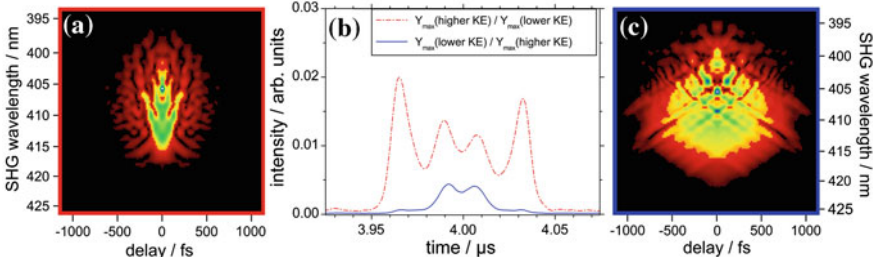 (a)
SHG wavelength / nm
395
400
405
410
415
420
425
-1000 -500 0 500 1000
delay / fs
(b)
Y_max(higher KE) / Y_max(lower KE)
Y_max(lower KE) / Y_max(higher KE)
intensity / arb. units
0.03
0.02
0.01
0.00
3.95 4.00 4.05
time / µs
(c)
SHG wavelength / nm
395
400
405
410
415
420
425
-1000 -500 0 500 1000
delay / fs